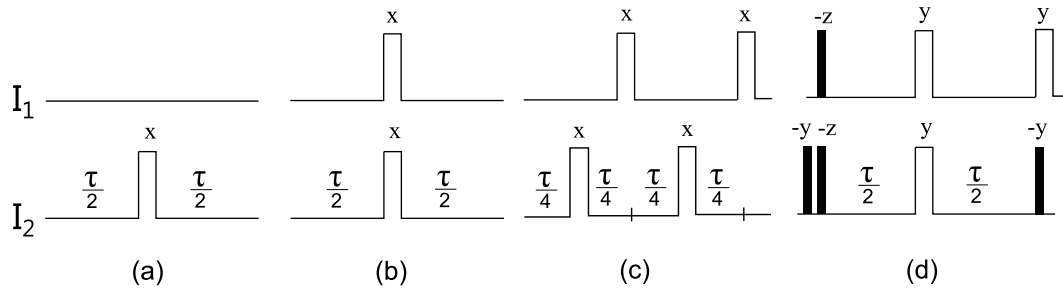 x x x -z y y
I1
x x x x -y -z y -y
τ/2 τ/2 τ/2 τ/2 τ/4 τ/4 τ/4 τ/4 τ/2 τ/2
I2
(a) (b) (c) (d)